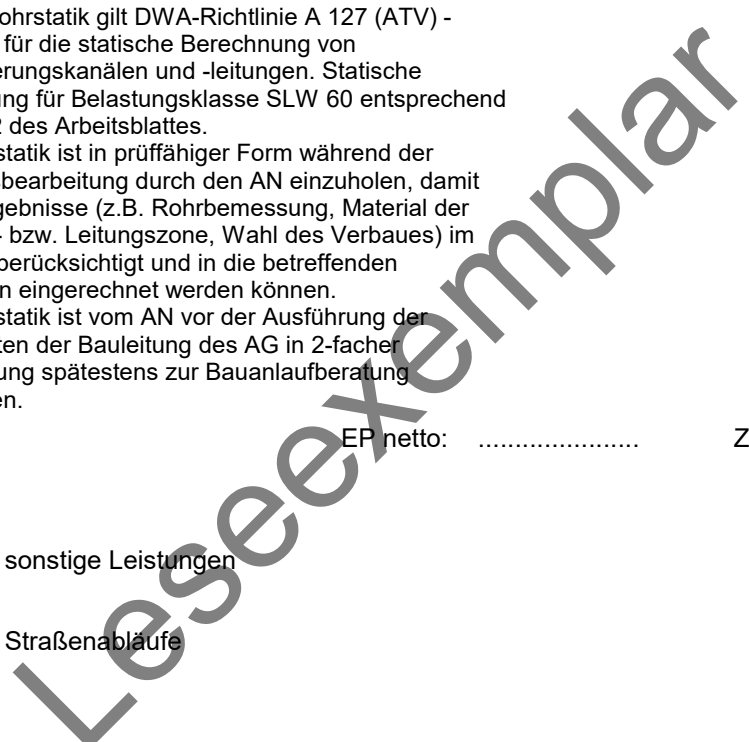 ohrstatik gilt DWA-Richtlinie A 127 (ATV) -
für die statische Berechnung von
erungskanälen und -leitungen. Statische
ung für Belastungsklasse SLW 60 entsprechend
2 des Arbeitsblattes.
statik ist in prüffähiger Form während der
sbearbeitung durch den AN einzuholen, damit
gebnisse (z.B. Rohrbemessung, Material der
- bzw. Leitungszone, Wahl des Verbaues) im
berücksichtigt und in die betreffenden
n eingerechnet werden können.
statik ist vom AN vor der Ausführung der
ten der Bauleitung des AG in 2-facher
ung spätestens zur Bauanlaufberatung
en.
EP netto: ...................... Z
sonstige Leistungen
Straßenabläufe
Leseexemplar